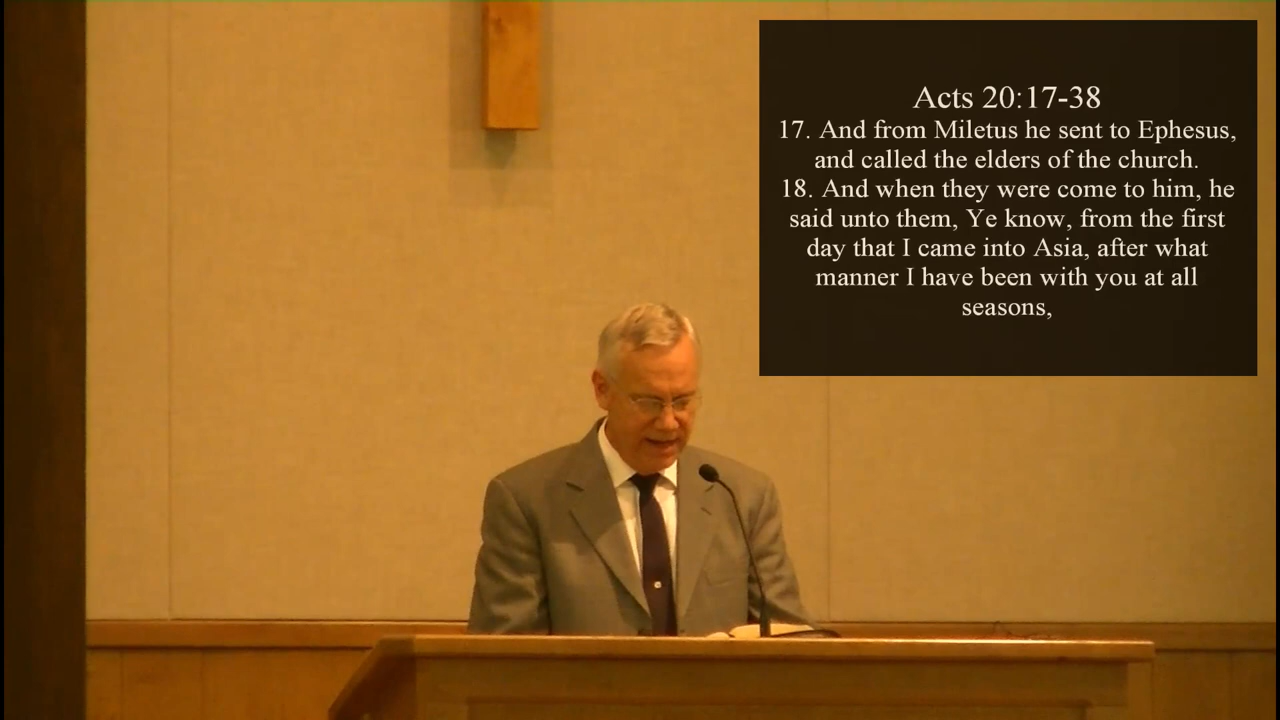 Acts 20:17-38
17. And from Miletus he sent to Ephesus,
and called the elders of the church.
18. And when they were come to him, he
said unto them, Ye know, from the first
day that I came into Asia, after what
manner I have been with you at all
seasons,